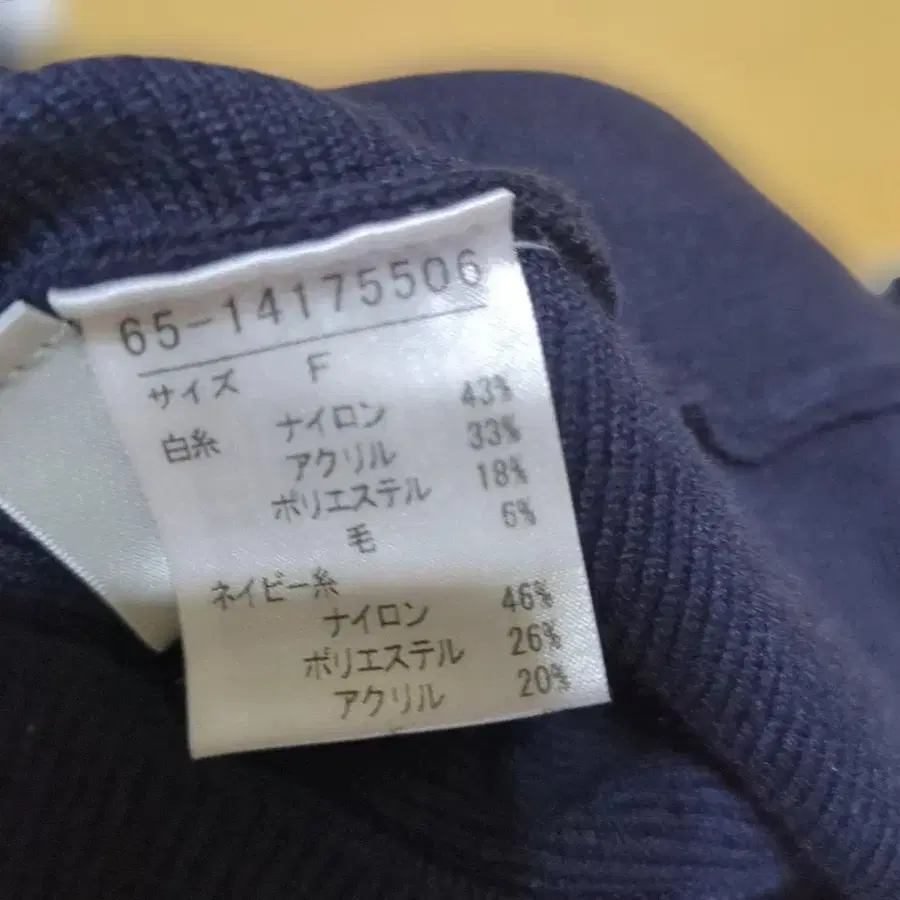 65-14175506
サイズ F
白糸 ナイロン 43%
アクリル 33%
ポリエステル 18%
毛 6%
ネイビー糸
ナイロン 46%
ポリエステル 26%
アクリル 20%